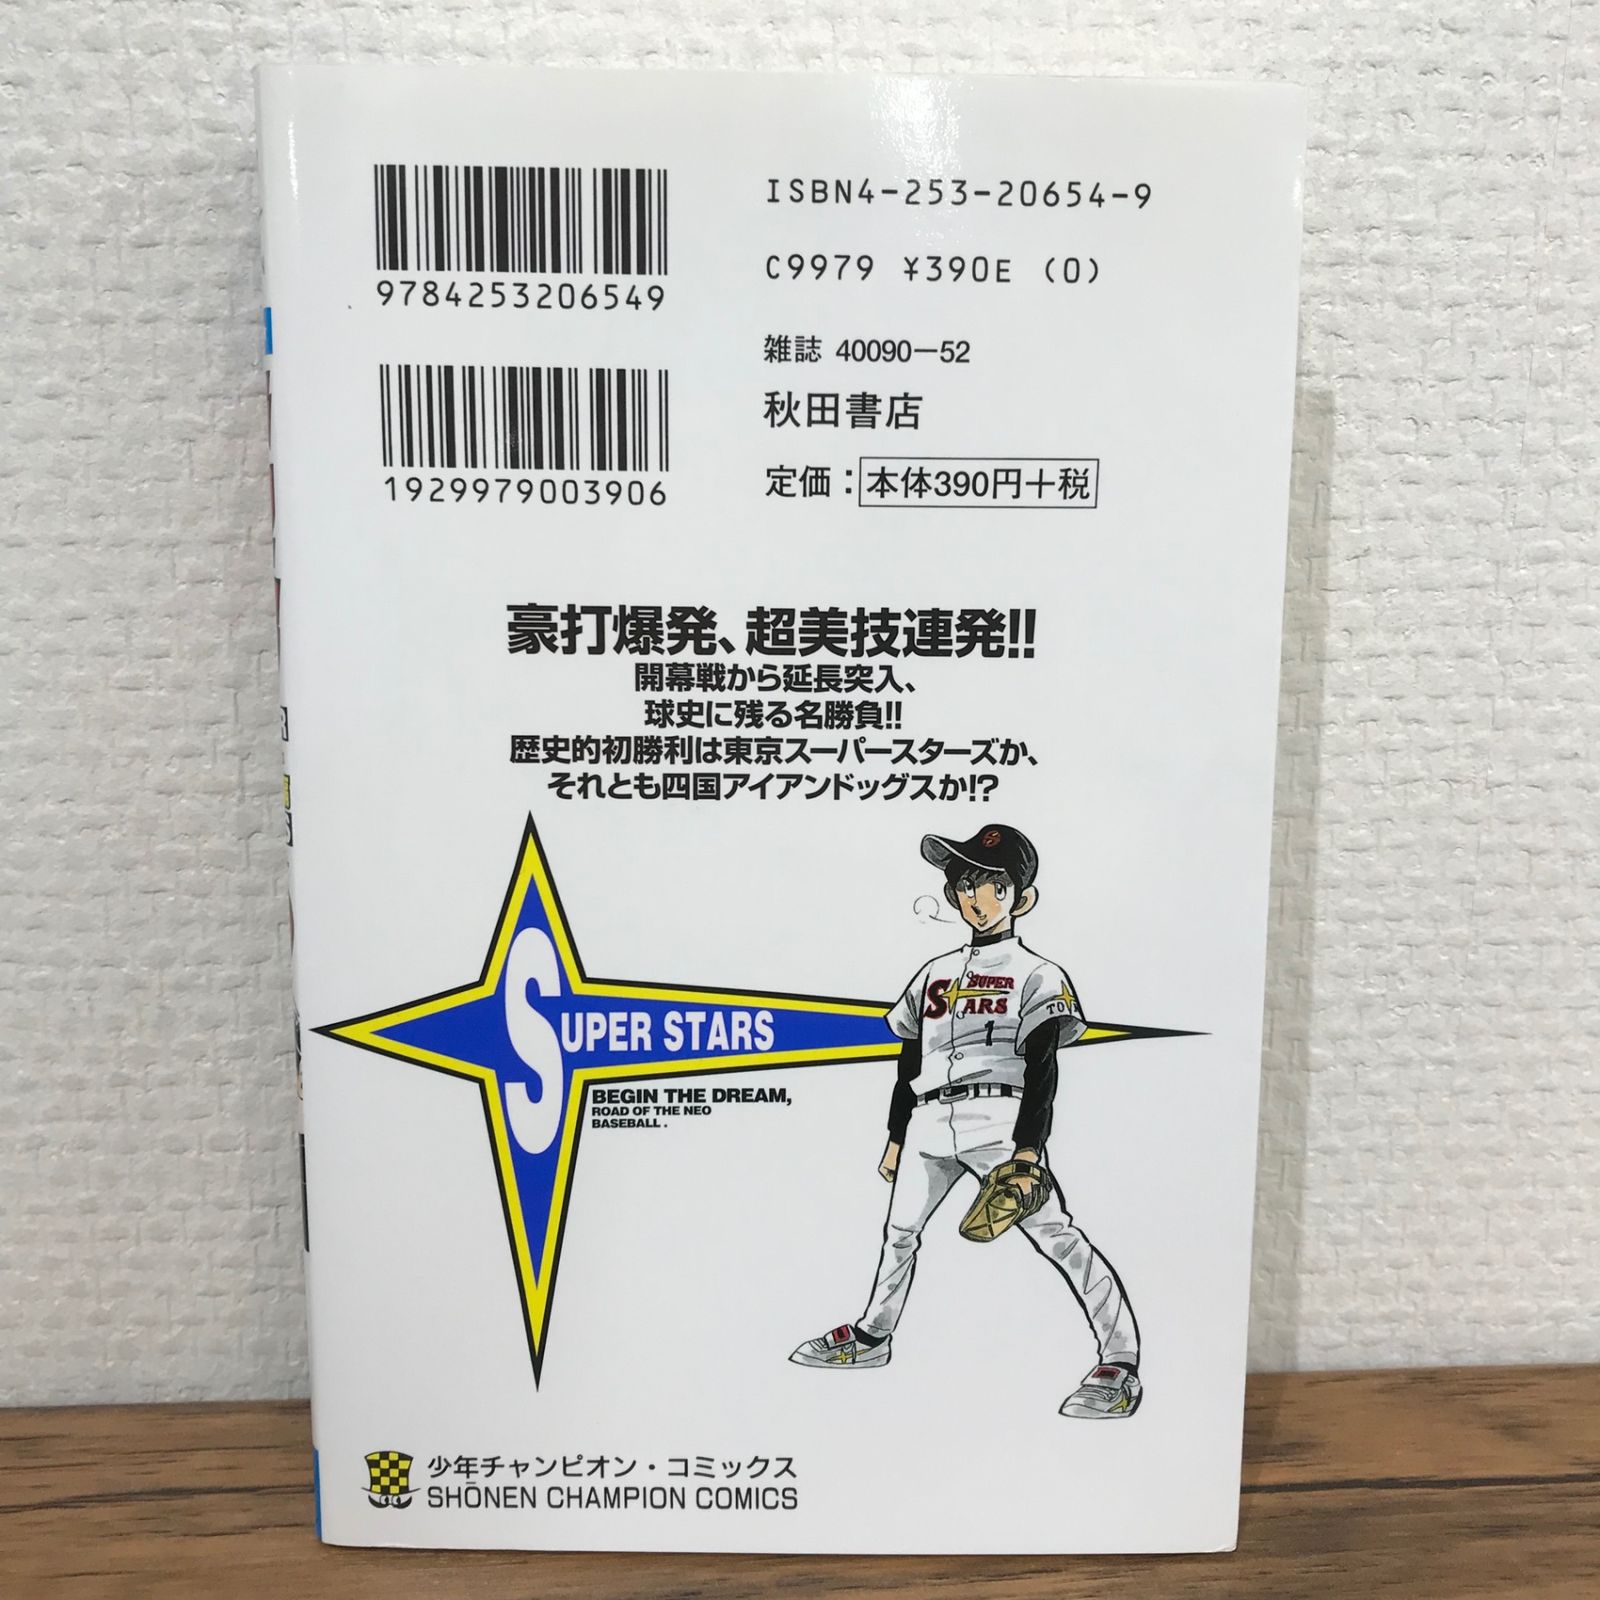 9784253206549
1929979003906
ISBN4-253-20654-9
C9979 ¥390E (0)
雑誌 40090-52
秋田書店
定価：本体390円+税
豪打爆発、超美技連発!!
開幕戦から延長突入、
球史に残る名勝負!!
歴史的初勝利は東京スーパースターズか、
それとも四国アイアンドッグスか!?
SUPER STARS
BEGIN THE DREAM,
ROAD OF THE NEO
BASEBALL.
S
SUPER
STARS
1
少年チャンピオン・コミックス
SHŌNEN CHAMPION COMICS